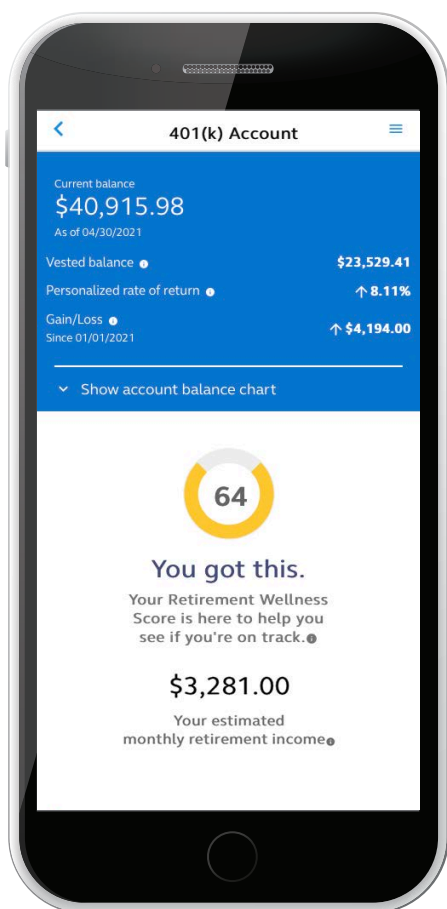 401(k) Account
Current balance
$40,915.98
As of 04/30/2021
Vested balance
$23,529.41
Personalized rate of return
↑ 8.11%
Gain/Loss
Since 01/01/2021
↑ $4,194.00
Show account balance chart
64
You got this.
Your Retirement Wellness
Score is here to help you
see if you're on track.
$3,281.00
Your estimated
monthly retirement income